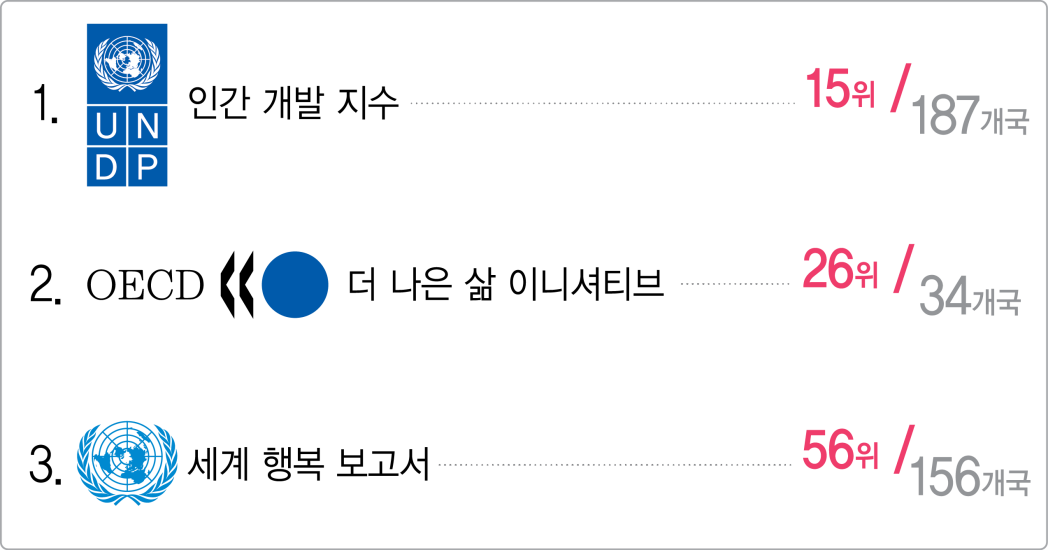 1. UNDP 인간 개발 지수 15위 / 187개국
2. OECD 더 나은 삶 이니셔티브 26위 / 34개국
3. 세계 행복 보고서 56위 / 156개국